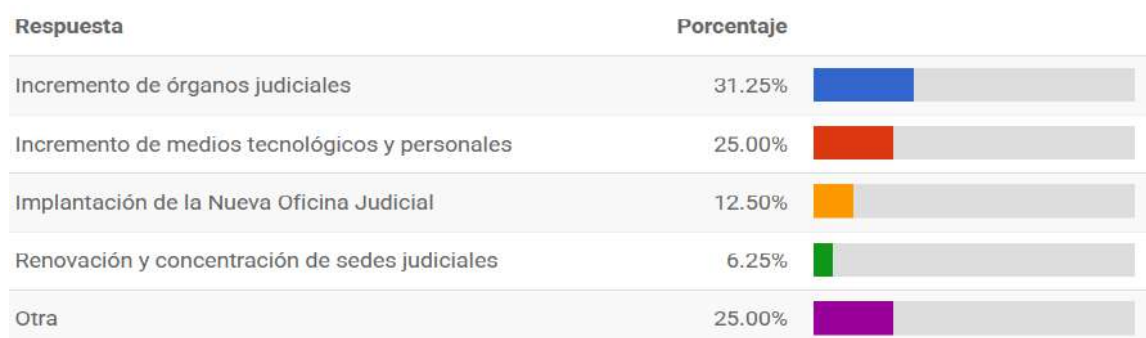 Respuesta Porcentaje
Incremento de órganos judiciales 31.25%
Incremento de medios tecnológicos y personales 25.00%
Implantación de la Nueva Oficina Judicial 12.50%
Renovación y concentración de sedes judiciales 6.25%
Otra 25.00%